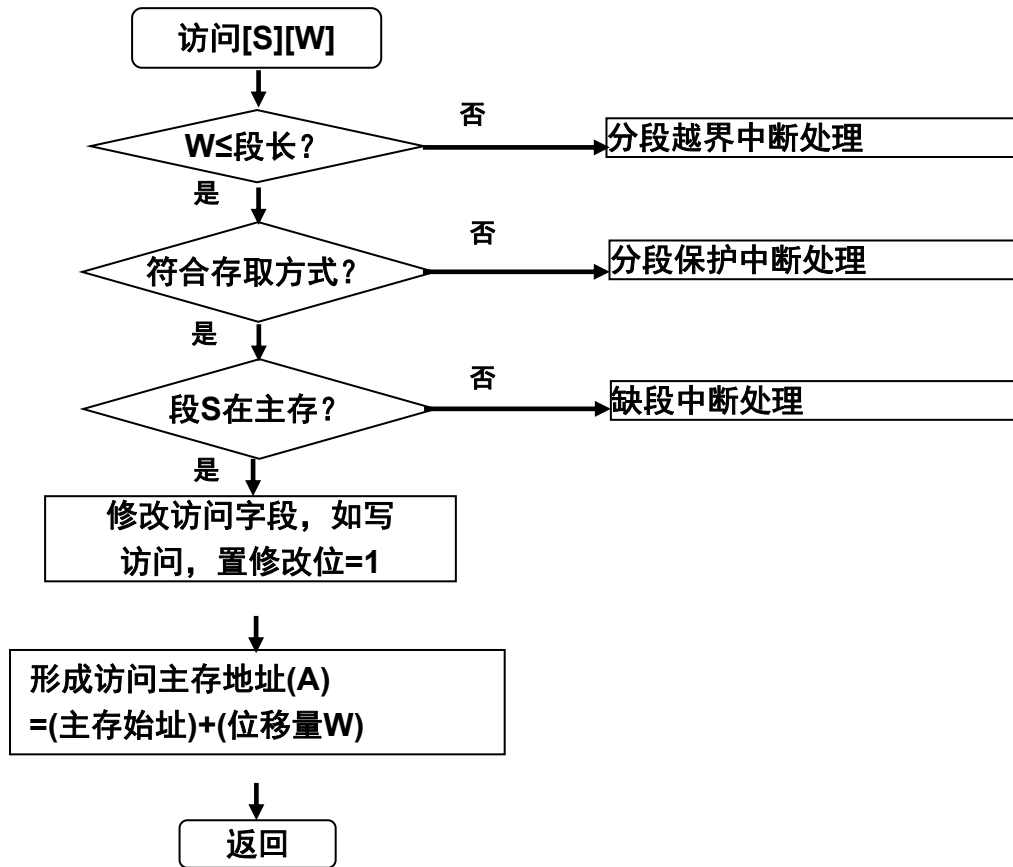 访问[S][W]
否
W≤段长？
分段越界中断处理
是
否
符合存取方式？
分段保护中断处理
是
否
段S在主存？
缺段中断处理
是
修改访问字段，如写
访问，置修改位=1
形成访问主存地址(A)
=(主存始址)+(位移量W)
返回